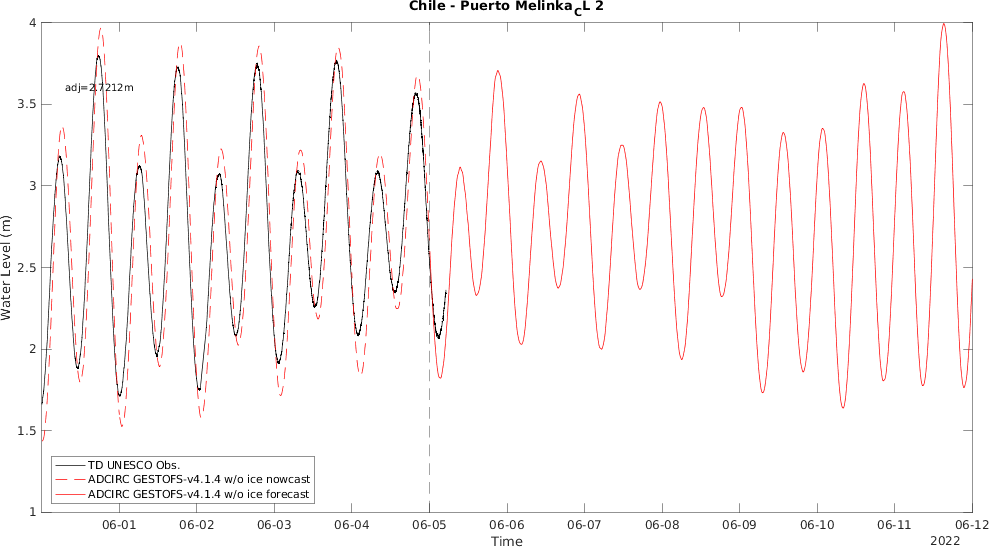 Chile - Puerto Melinka_CL 2
adj=2.7212m
Water Level (m)
4
3.5
3
2.5
2
1.5
1
TD UNESCO Obs.
ADCIRC GESTOFS-v4.1.4 w/o ice nowcast
ADCIRC GESTOFS-v4.1.4 w/o ice forecast
06-01 06-02 06-03 06-04 06-05 06-06 06-07 06-08 06-09 06-10 06-11 06-12
Time
2022